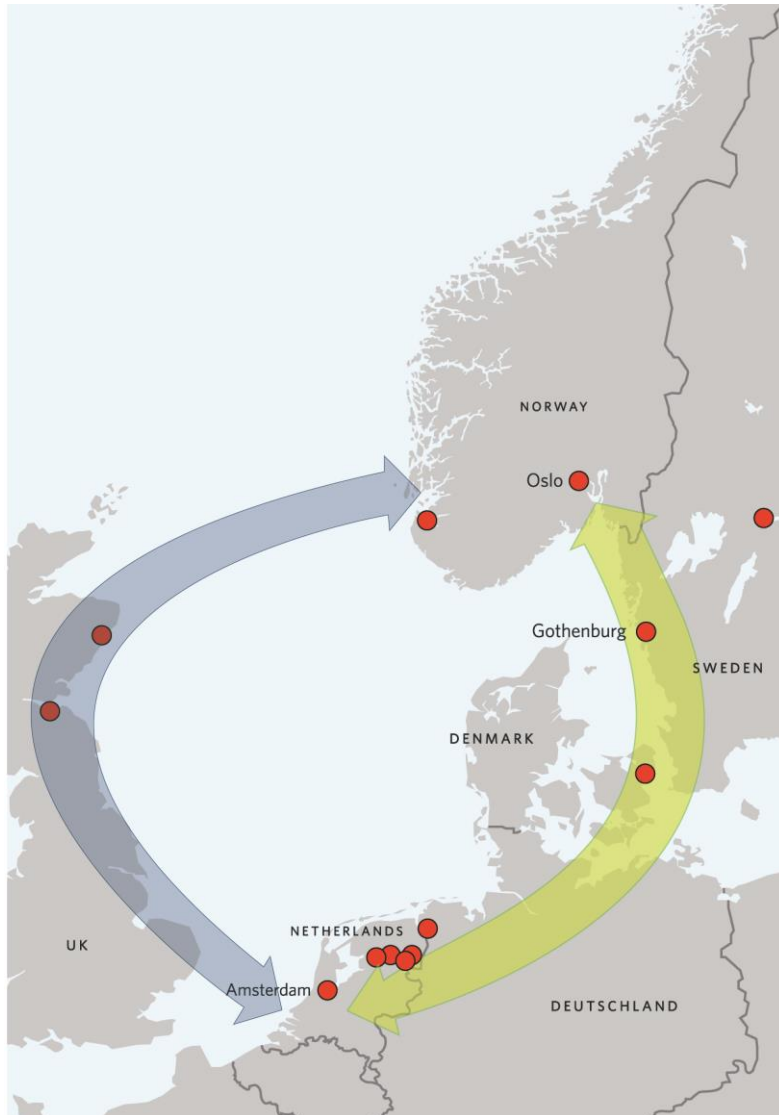 NORWAY
Oslo
Gothenburg
SWEDEN
DENMARK
NETHERLANDS
UK
Amsterdam
DEUTSCHLAND